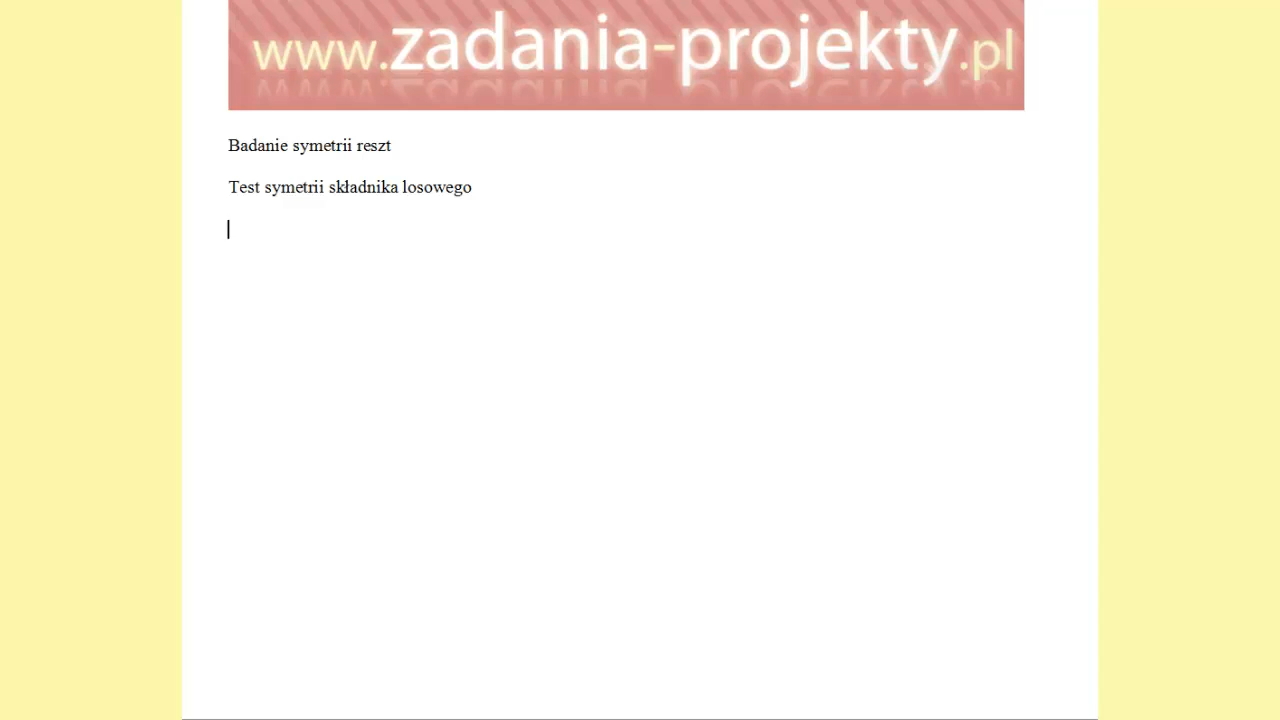 www.zadania-projekty.pl
Badanie symetrii reszt
Test symetrii składnika losowego